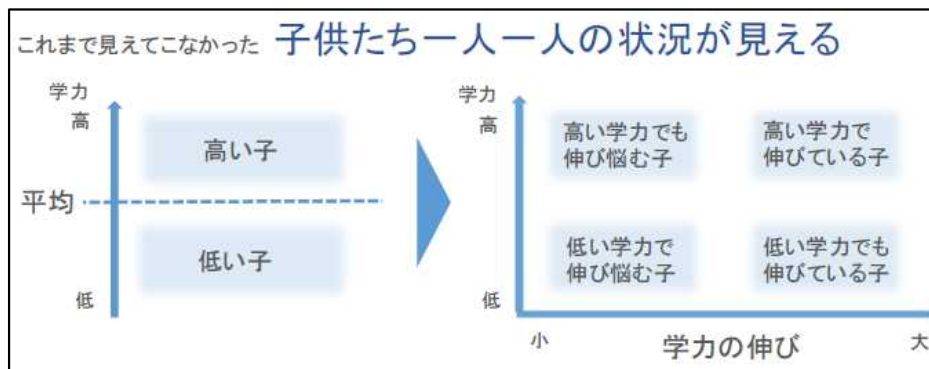 これまで見えてこなかった 子供たち一人一人の状況が見える
学力
高
高い子
平均
低い子
低
学力
高
高い学力でも
伸び悩む子
高い学力で
伸びている子
低い学力で
伸び悩む子
低い学力でも
伸びている子
低
小
学力の伸び
大